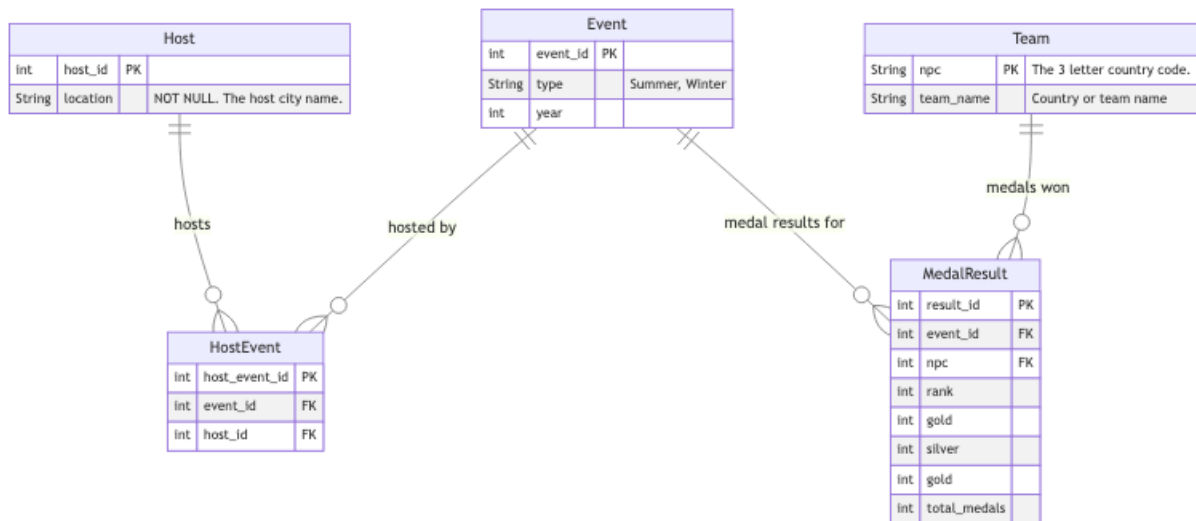 Host
int host_id PK
String location NOT NULL. The host city name.
Event
int event_id PK
String type Summer, Winter
int year
Team
String npc PK The 3 letter country code.
String team_name Country or team name
hosts
hosted by
medal results for
medals won
HostEvent
int host_event_id PK
int event_id FK
int host_id FK
MedalResult
int result_id PK
int event_id FK
int npc FK
int rank
int gold
int silver
int gold
int total_medals